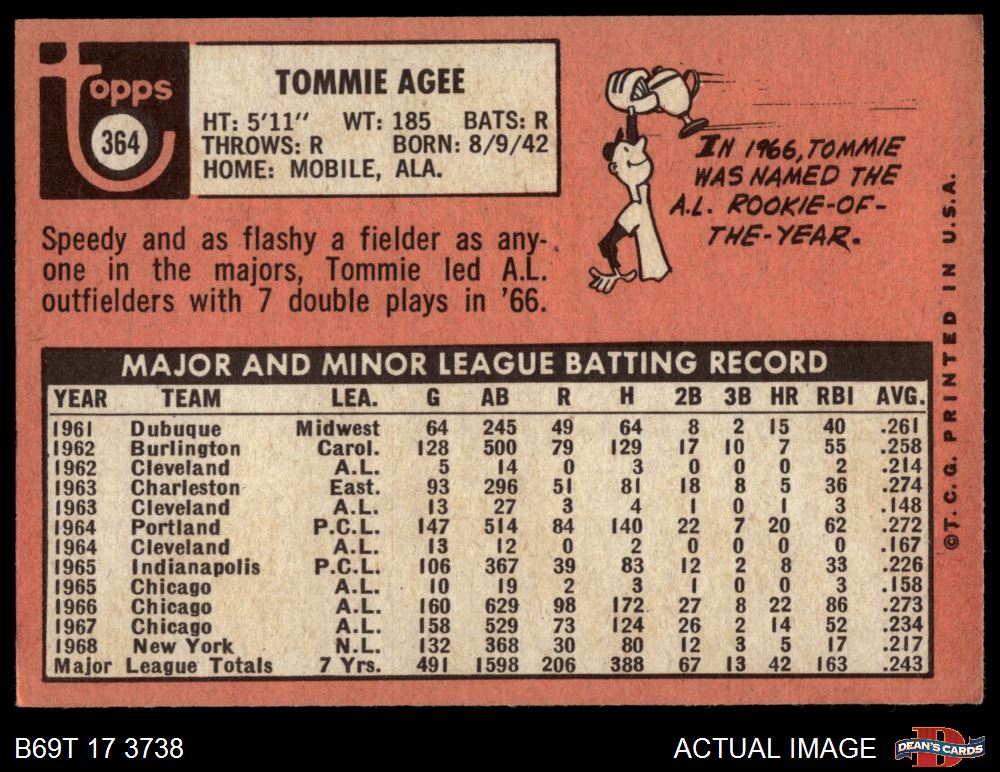 topps
364
TOMMIE AGEE
HT: 5'11" WT: 185 BATS: R
THROWS: R BORN: 8/9/42
HOME: MOBILE, ALA.
Speedy and as flashy a fielder as any-
one in the majors, Tommie led A.L.
outfielders with 7 double plays in '66.
IN 1966, TOMMIE
WAS NAMED THE
A.L. ROOKIE-OF-
THE-YEAR.
MAJOR AND MINOR LEAGUE BATTING RECORD
YEAR TEAM LEA. G AB R H 2B 3B HR RBI AVG.
1961 Dubuque Midwest 64 245 49 64 8 2 15 40 .261
1962 Burlington Carol. 128 500 79 129 17 10 7 55 .258
1962 Cleveland A.L. 5 14 0 3 0 0 0 2 .214
1963 Charleston East. 93 296 51 81 18 8 5 36 .274
1963 Cleveland A.L. 13 27 3 4 1 0 1 3 .148
1964 Portland P.C.L. 147 514 84 140 22 7 20 62 .272
1964 Cleveland A.L. 13 12 0 2 0 0 0 0 .167
1965 Indianapolis P.C.L. 106 367 39 83 12 2 8 33 .226
1965 Chicago A.L. 10 19 2 3 1 0 0 3 .158
1966 Chicago A.L. 160 629 98 172 27 8 22 86 .273
1967 Chicago A.L. 158 529 73 124 26 2 14 52 .234
1968 New York N.L. 132 368 30 80 12 3 5 17 .217
Major League Totals 7 Yrs. 491 1598 206 388 67 13 42 163 .243
©T.C.G. PRINTED IN U.S.A.
B69T 17 3738
ACTUAL IMAGE
D
DEAN'S CARDS